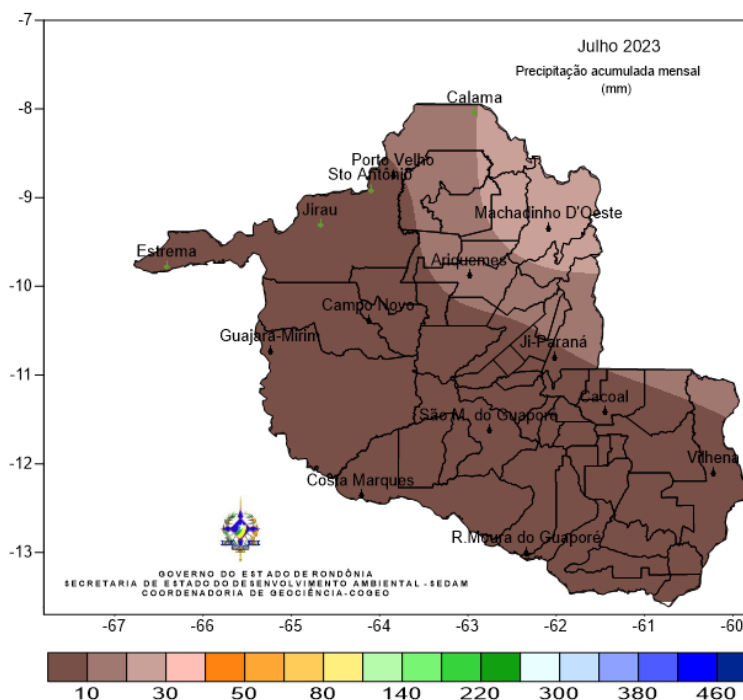 -7
Julho 2023
Precipitação acumulada mensal
(mm)
-8
Calama
Porto Velho
Sto Antônio
-9
Jirau
Machadinho D'Oeste
Estrema
Ariquemes
-10
Campo Novo
Guajará-Mirim
Ji-Paraná
-11
Cacoal
São M. do Guaporé
Vilhena
-12
Costa Marques
R.Moura do Guaporé
-13
GOVERNO DO ESTADO DE RONDÔNIA
SECRETARIA DE ESTADO DO DESENVOLVIMENTO AMBIENTAL - SEDAM
COORDENADORIA DE GEOCIÊNCIA-COGEO
-67 -66 -65 -64 -63 -62 -61 -60
10 30 50 80 140 220 300 380 460